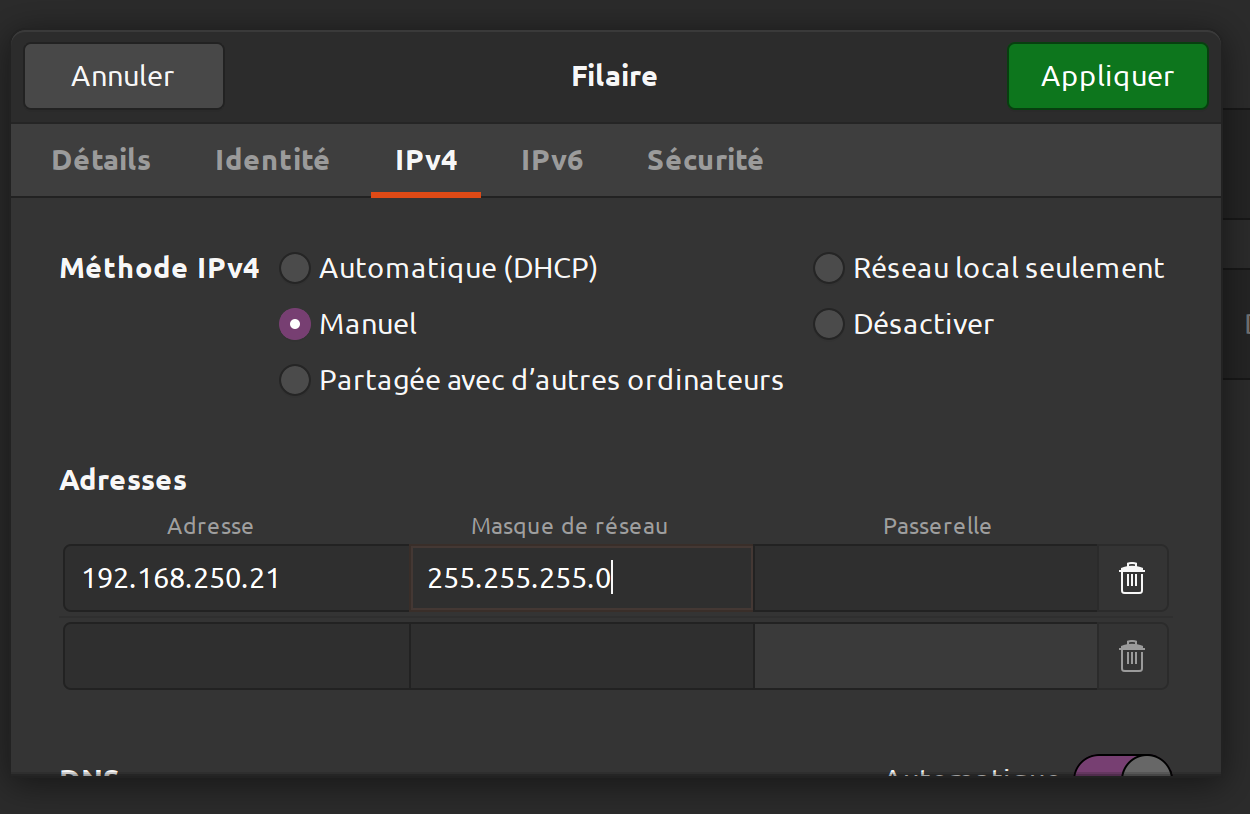 Annuler Filaire Appliquer
Détails Identité IPv4 IPv6 Sécurité
Méthode IPv4 Automatique (DHCP) Réseau local seulement
Manuel Désactiver
Partagée avec d’autres ordinateurs
Adresses
Adresse Masque de réseau Passerelle
192.168.250.21 255.255.255.0
DNS Automatique